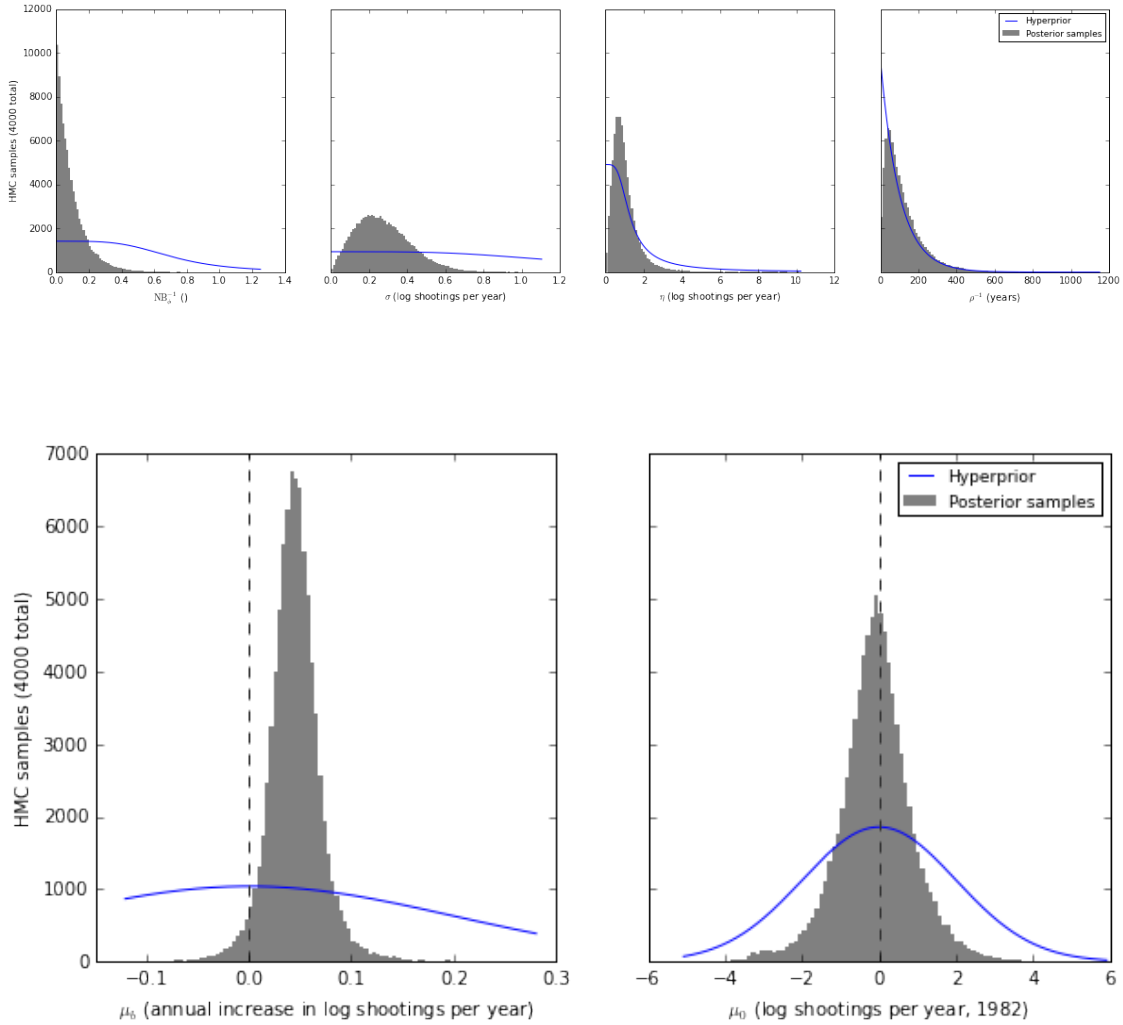 12000
10000
8000
6000
4000
2000
0
HMC samples (4000 total)
0.0 0.2 0.4 0.6 0.8 1.0 1.2 1.4
0.0 0.2 0.4 0.6 0.8 1.0 1.2
0 2 4 6 8 10 12
0 200 400 600 800 1000 1200
σ (log shootings per year)
η (log shootings per year)
ρ⁻¹ (years)
Hyperprior
Posterior samples
7000
6000
5000
4000
3000
2000
1000
0
HMC samples (4000 total)
−0.1 0.0 0.1 0.2 0.3
μ_b (annual increase in log shootings per year)
Hyperprior
Posterior samples
−6 −4 −2 0 2 4 6
μ₀ (log shootings per year, 1982)